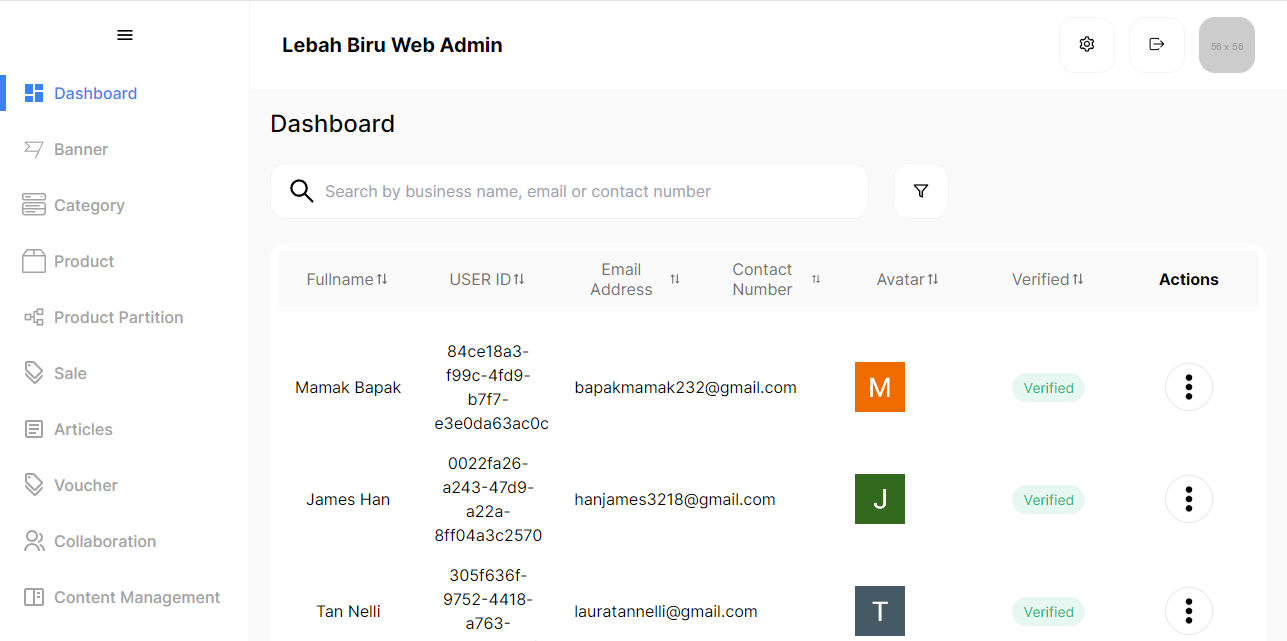 Lebah Biru Web Admin
56 x 56
Dashboard
Banner
Category
Product
Product Partition
Sale
Articles
Voucher
Collaboration
Content Management
Dashboard
Search by business name, email or contact number
Fullname
USER ID
Email
Address
Contact
Number
Avatar
Verified
Actions
Mamak Bapak
84ce18a3-
f99c-4fd9-
b7f7-
e3e0da63ac0c
bapakmamak232@gmail.com
M
Verified
James Han
0022fa26-
a243-47d9-
a22a-
8ff04a3c2570
hanjames3218@gmail.com
J
Verified
Tan Nelli
305f636f-
9752-4418-
a763-
lauratannelli@gmail.com
T
Verified